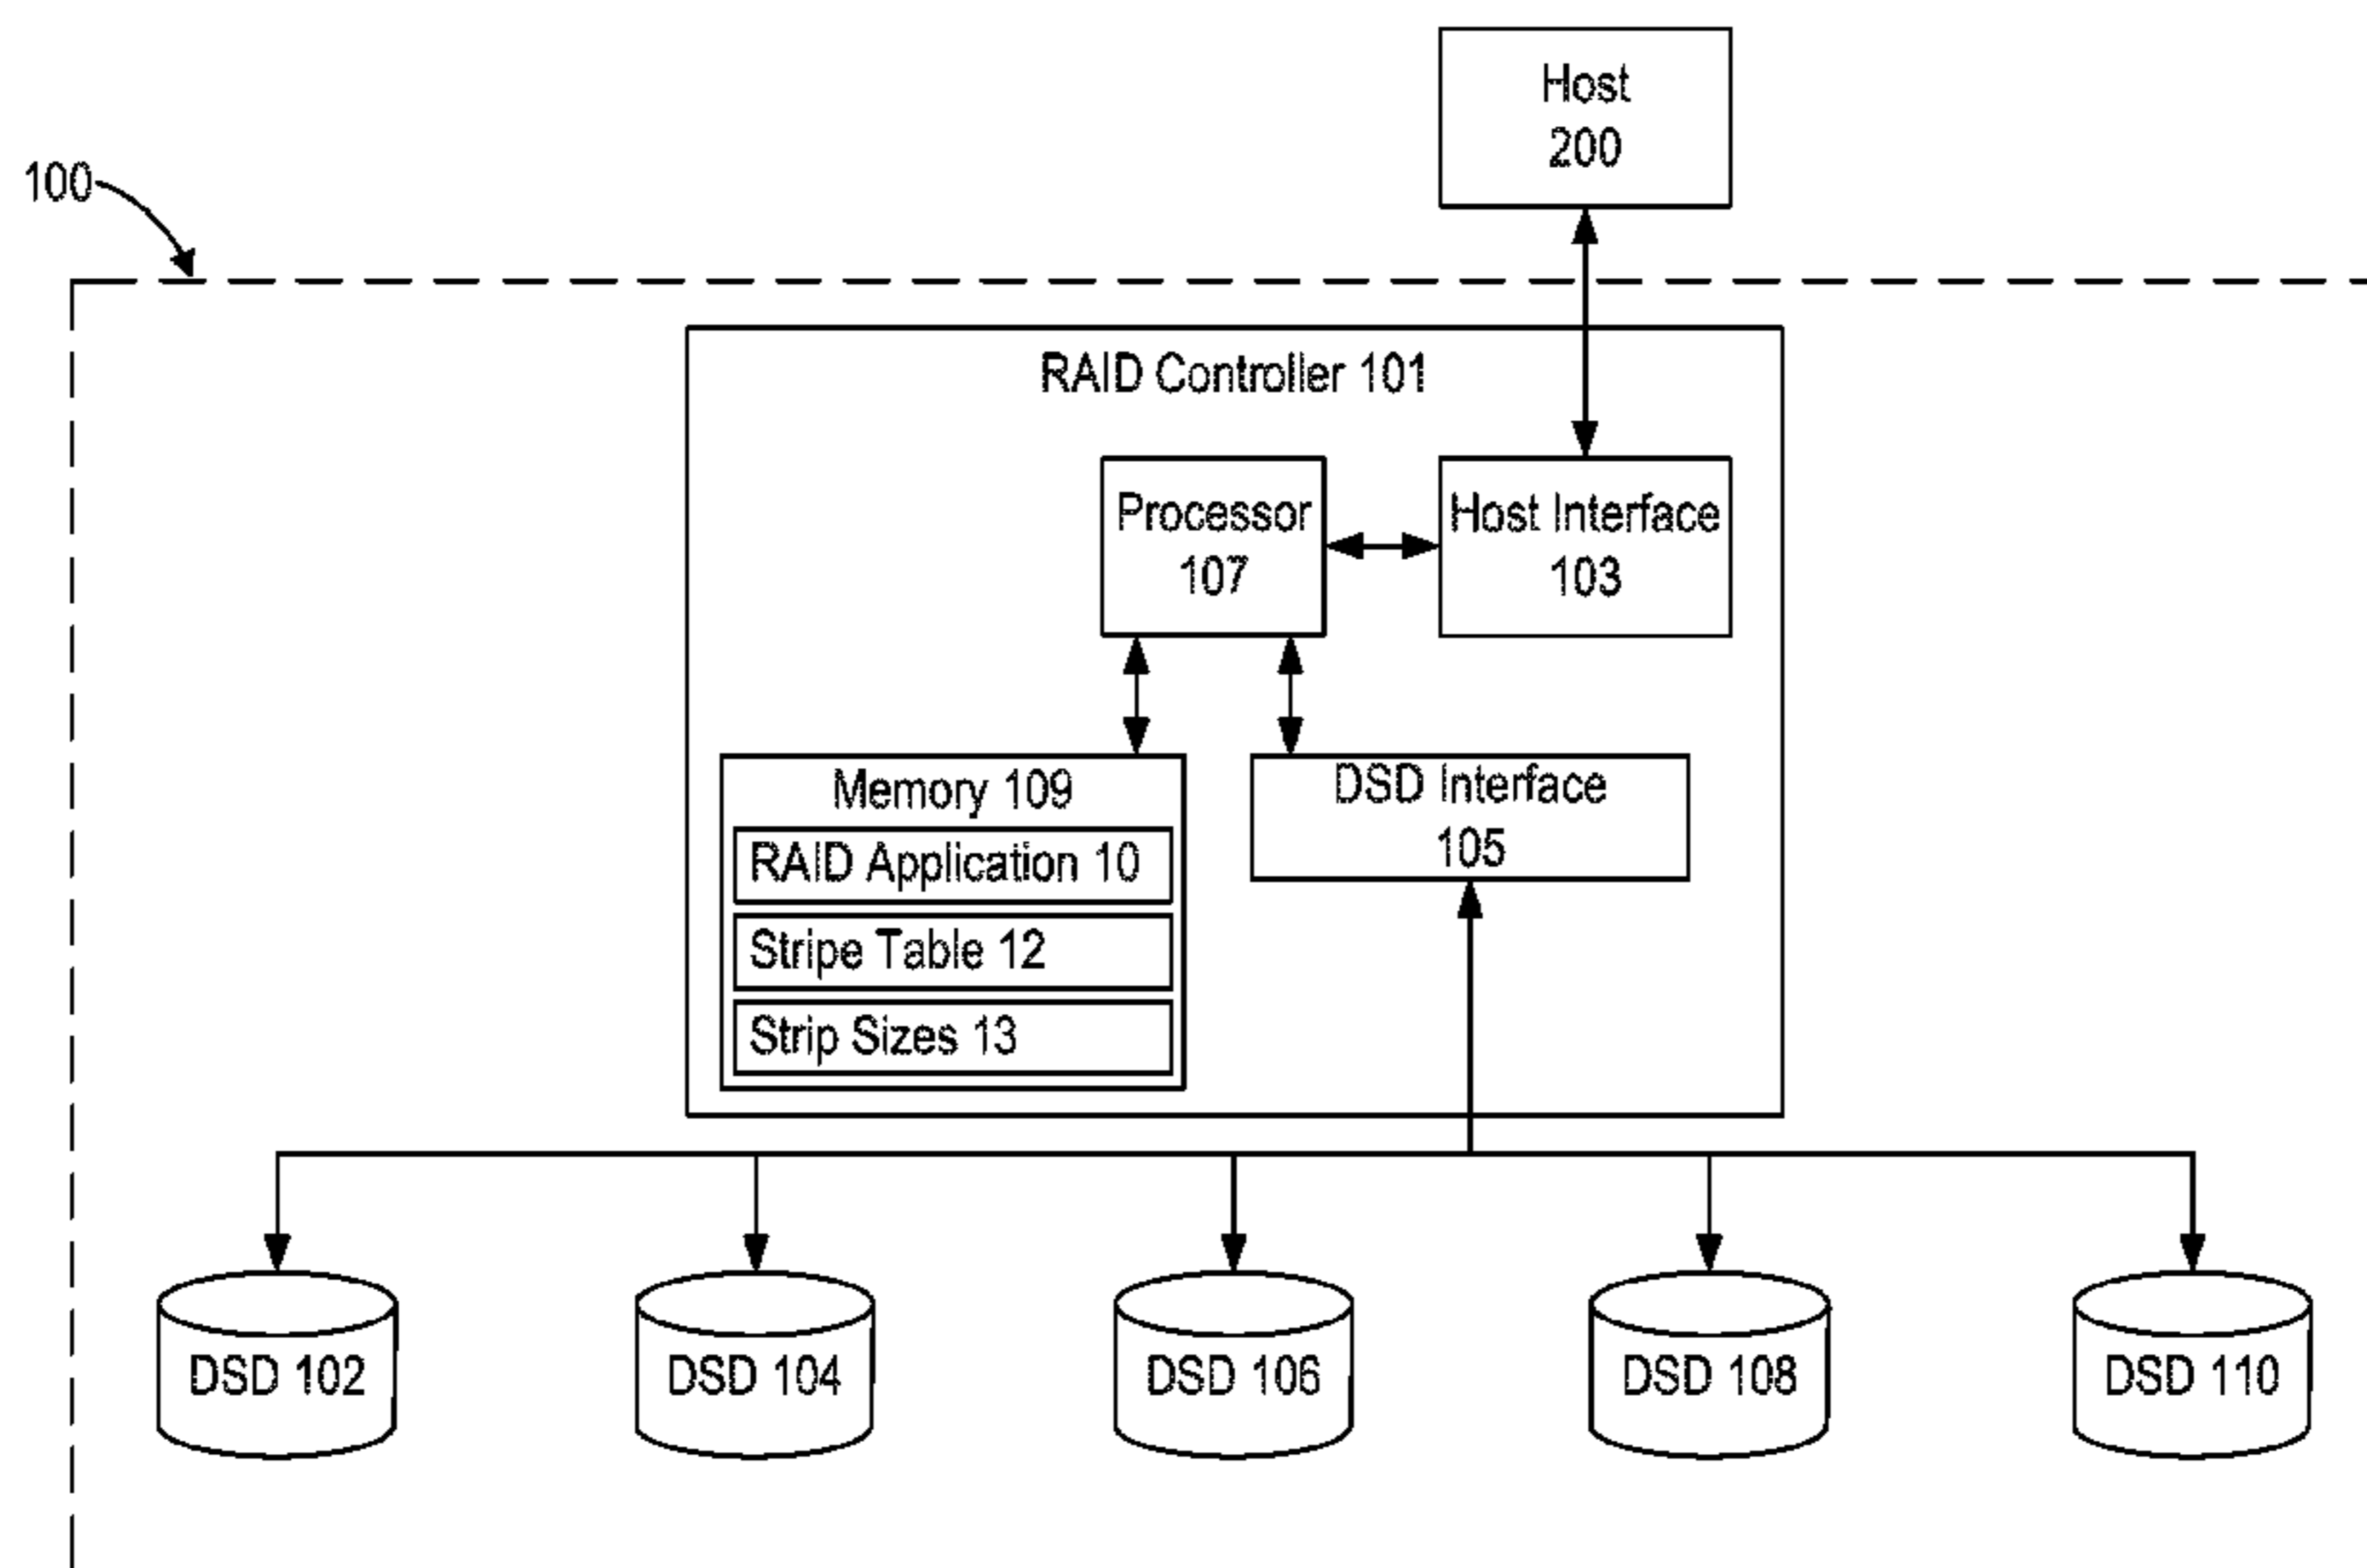 Host
200
100
RAID Controller 101
Processor
107
Host Interface
103
Memory 109
RAID Application 10
Stripe Table 12
Strip Sizes 13
DSD Interface
105
DSD 102
DSD 104
DSD 106
DSD 108
DSD 110